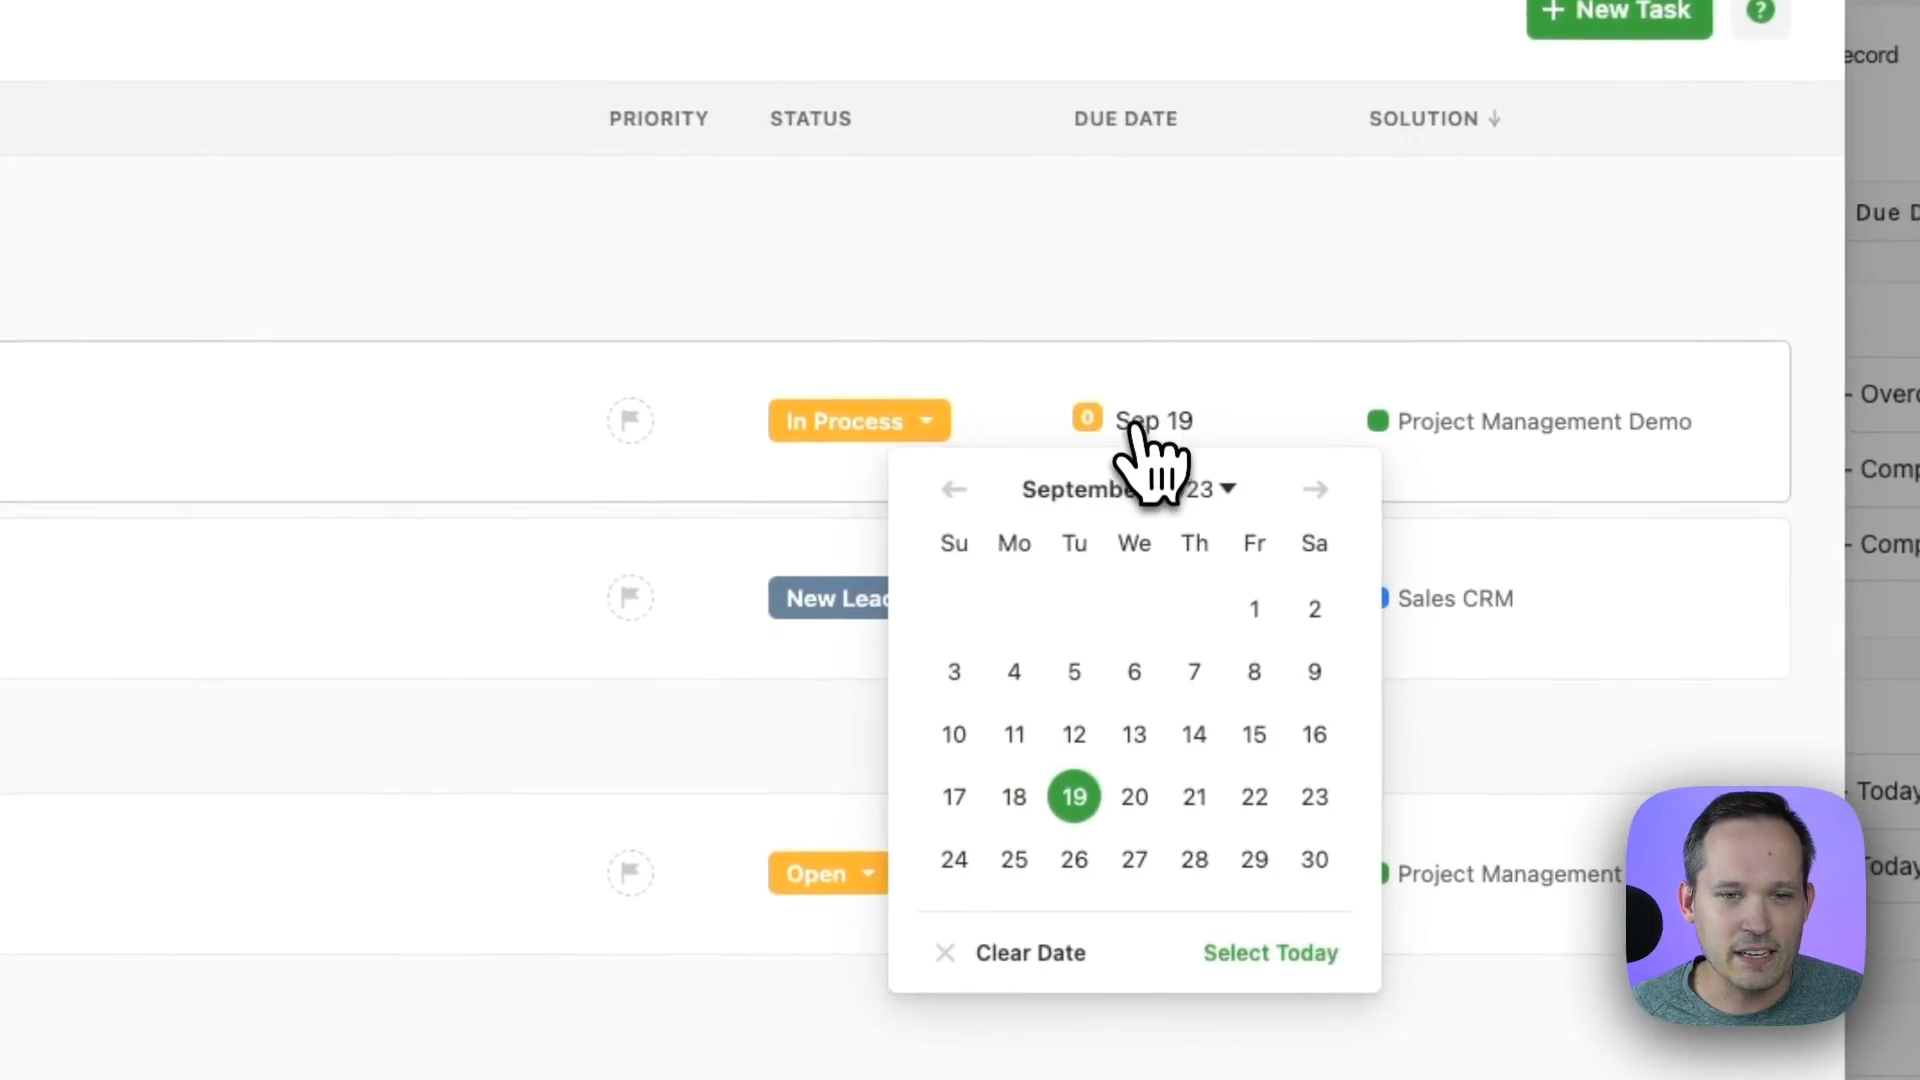 + New Task
?
ecord
PRIORITY STATUS DUE DATE SOLUTION ↓
Due D
In Process 0 Sep 19 Project Management Demo
Overd
Comp
Comp
Septembe 23
Su Mo Tu We Th Fr Sa
New Lead Sales CRM
1 2
3 4 5 6 7 8 9
10 11 12 13 14 15 16
17 18 19 20 21 22 23
Today
24 25 26 27 28 29 30
Open Project Management
Today
× Clear Date Select Today